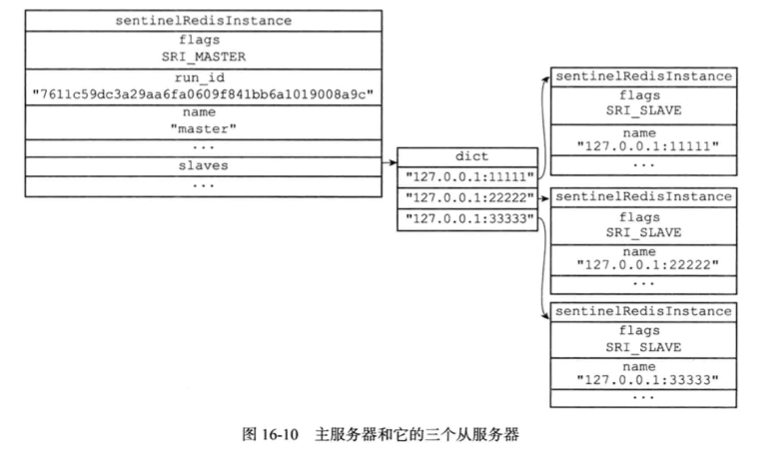 sentinelRedisInstance
flags
SRI_MASTER
run_id
"7611c59dc3a29aa6fa0609f841bb6a1019008a9c"
name
"master"
...
slaves
...
dict
"127.0.0.1:11111"
"127.0.0.1:22222"
"127.0.0.1:33333"
sentinelRedisInstance
flags
SRI_SLAVE
name
"127.0.0.1:11111"
...
sentinelRedisInstance
flags
SRI_SLAVE
name
"127.0.0.1:22222"
...
sentinelRedisInstance
flags
SRI_SLAVE
name
"127.0.0.1:33333"
...
图 16-10 主服务器和它的三个从服务器